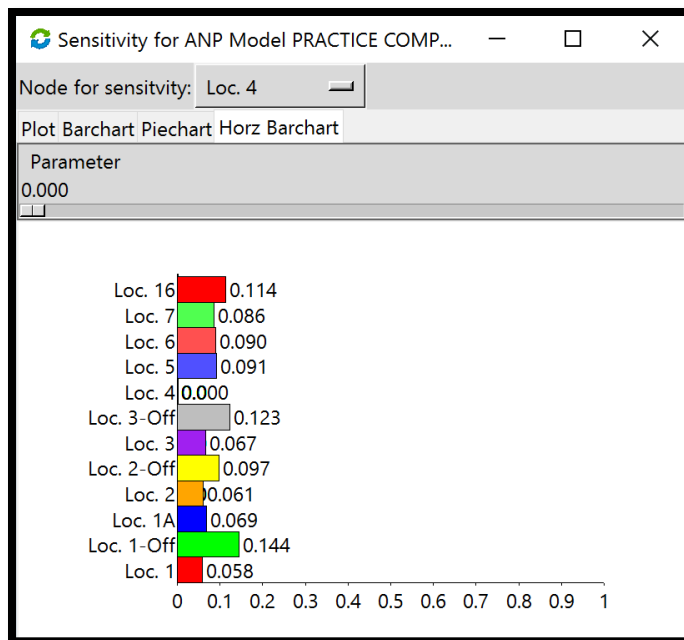 Sensitivity for ANP Model PRACTICE COMP...
Node for sensitvity: Loc. 4
Plot Barchart Piechart Horz Barchart
Parameter
0.000
Loc. 16 0.114
Loc. 7 0.086
Loc. 6 0.090
Loc. 5 0.091
Loc. 4 0.000
Loc. 3-Off 0.123
Loc. 3 0.067
Loc. 2-Off 0.097
Loc. 2 0.061
Loc. 1A 0.069
Loc. 1-Off 0.144
Loc. 1 0.058
0 0.1 0.2 0.3 0.4 0.5 0.6 0.7 0.8 0.9 1